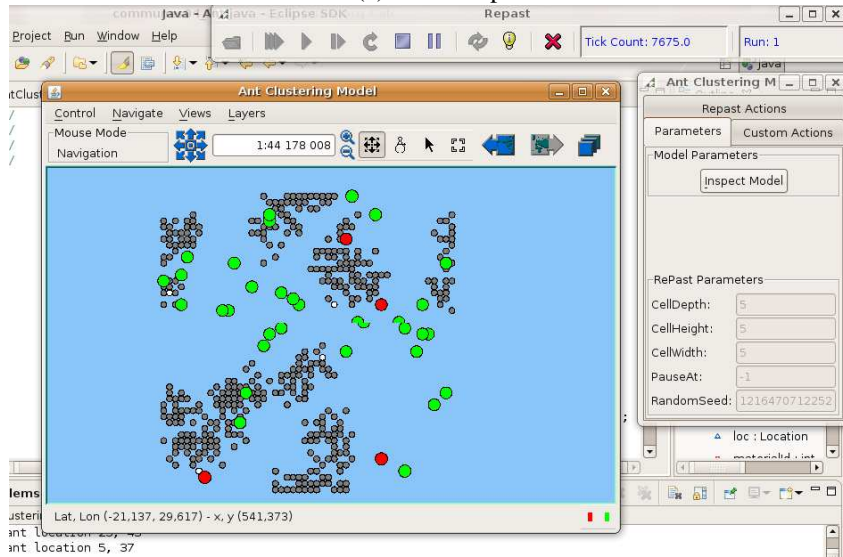 Java - Eclipse SDK
Repast
Project Run Window Help
Tick Count: 7675.0
Run: 1
Java
Ant Clustering M
Ant Clustering Model
Repast Actions
Control Navigate Views Layers
Parameters
Custom Actions
Mouse Mode
Navigation
1:44 178 008
Model Parameters
Inspect Model
RePast Parameters
CellDepth: 5
CellHeight: 5
CellWidth: 5
PauseAt: -1
RandomSeed: 1216470712252
loc : Location
Lat, Lon (-21,137, 29,617) - x, y (541,373)
ant location 5, 37